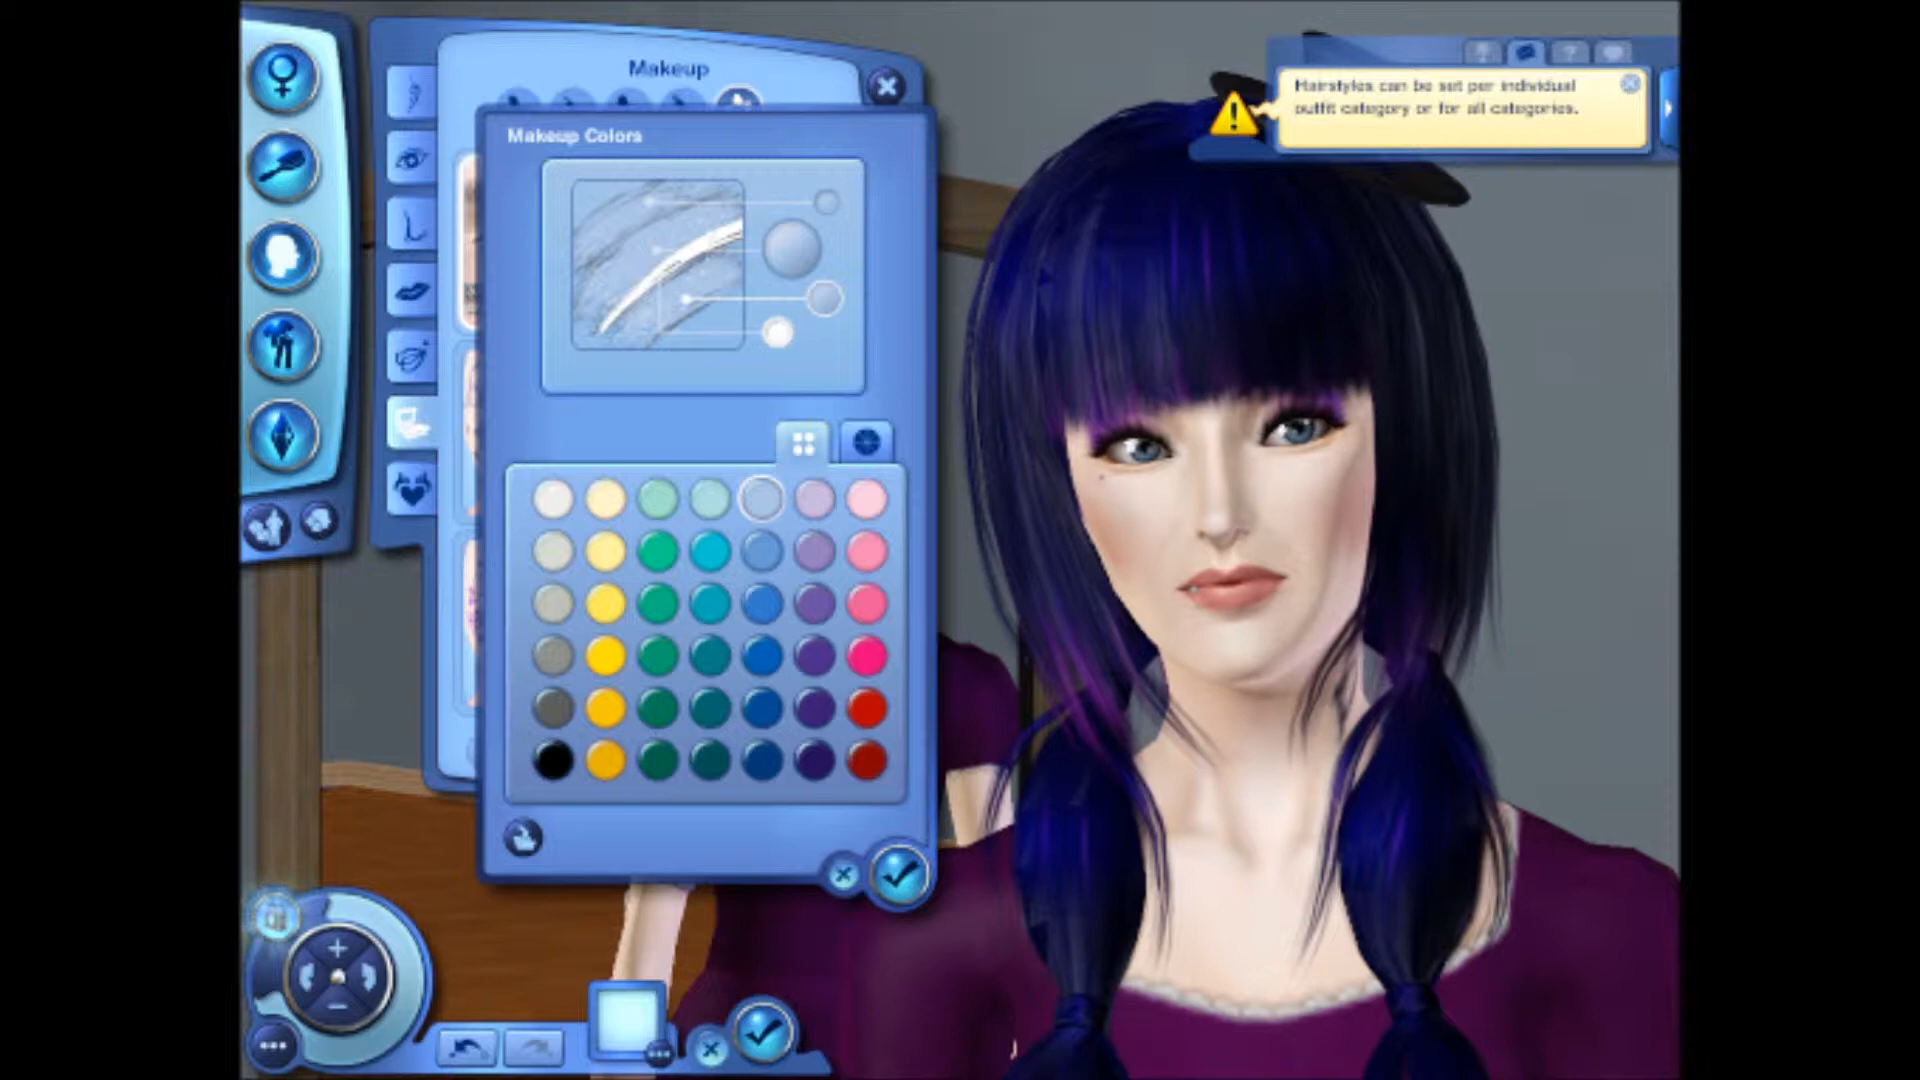 Makeup
Makeup Colors
Hairstyles can be set per individual
outfit category or for all categories.